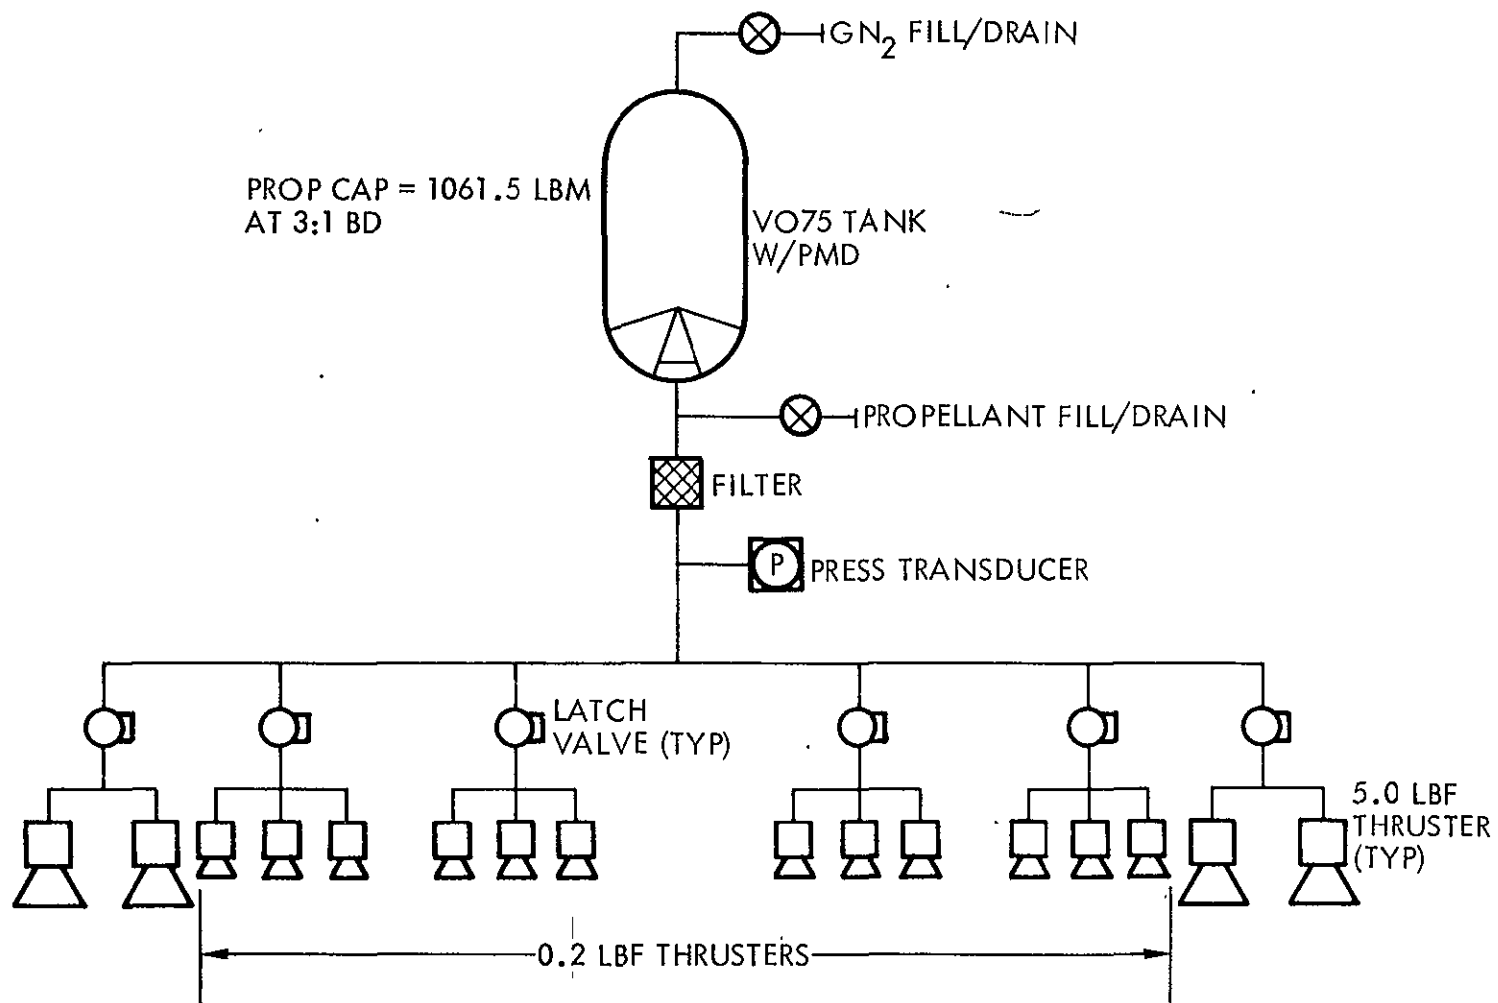 GN₂ FILL/DRAIN
PROP CAP = 1061.5 LBM
AT 3:1 BD
VO75 TANK
W/PMD
PROPELLANT FILL/DRAIN
FILTER
P
PRESS TRANSDUCER
LATCH
VALVE (TYP)
5.0 LBF
THRUSTER
(TYP)
0.2 LBF THRUSTERS